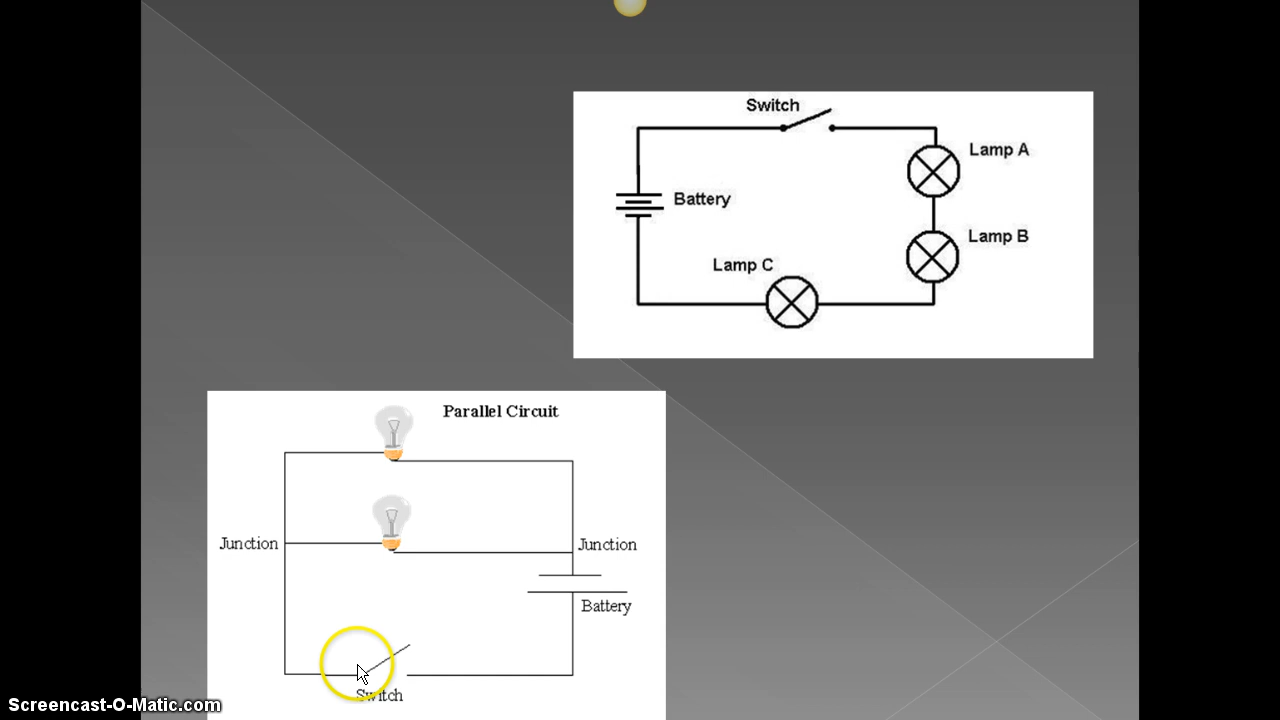 Switch
Lamp A
Battery
Lamp B
Lamp C
Parallel Circuit
Junction
Junction
Battery
Switch
Screencast-O-Matic.com